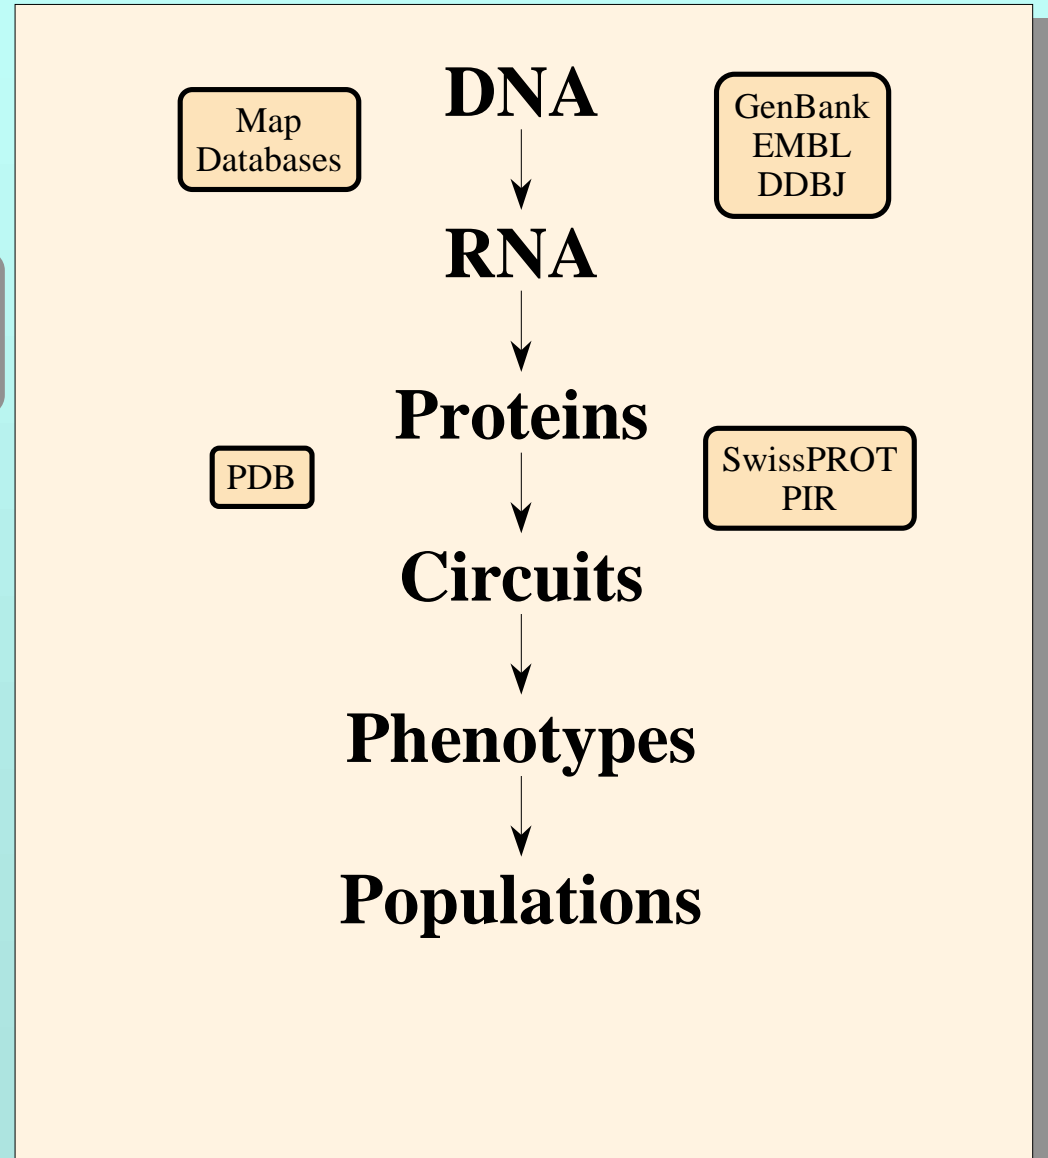 DNA
Map
Databases
GenBank
EMBL
DDBJ
RNA
Proteins
PDB
SwissPROT
PIR
Circuits
Phenotypes
Populations